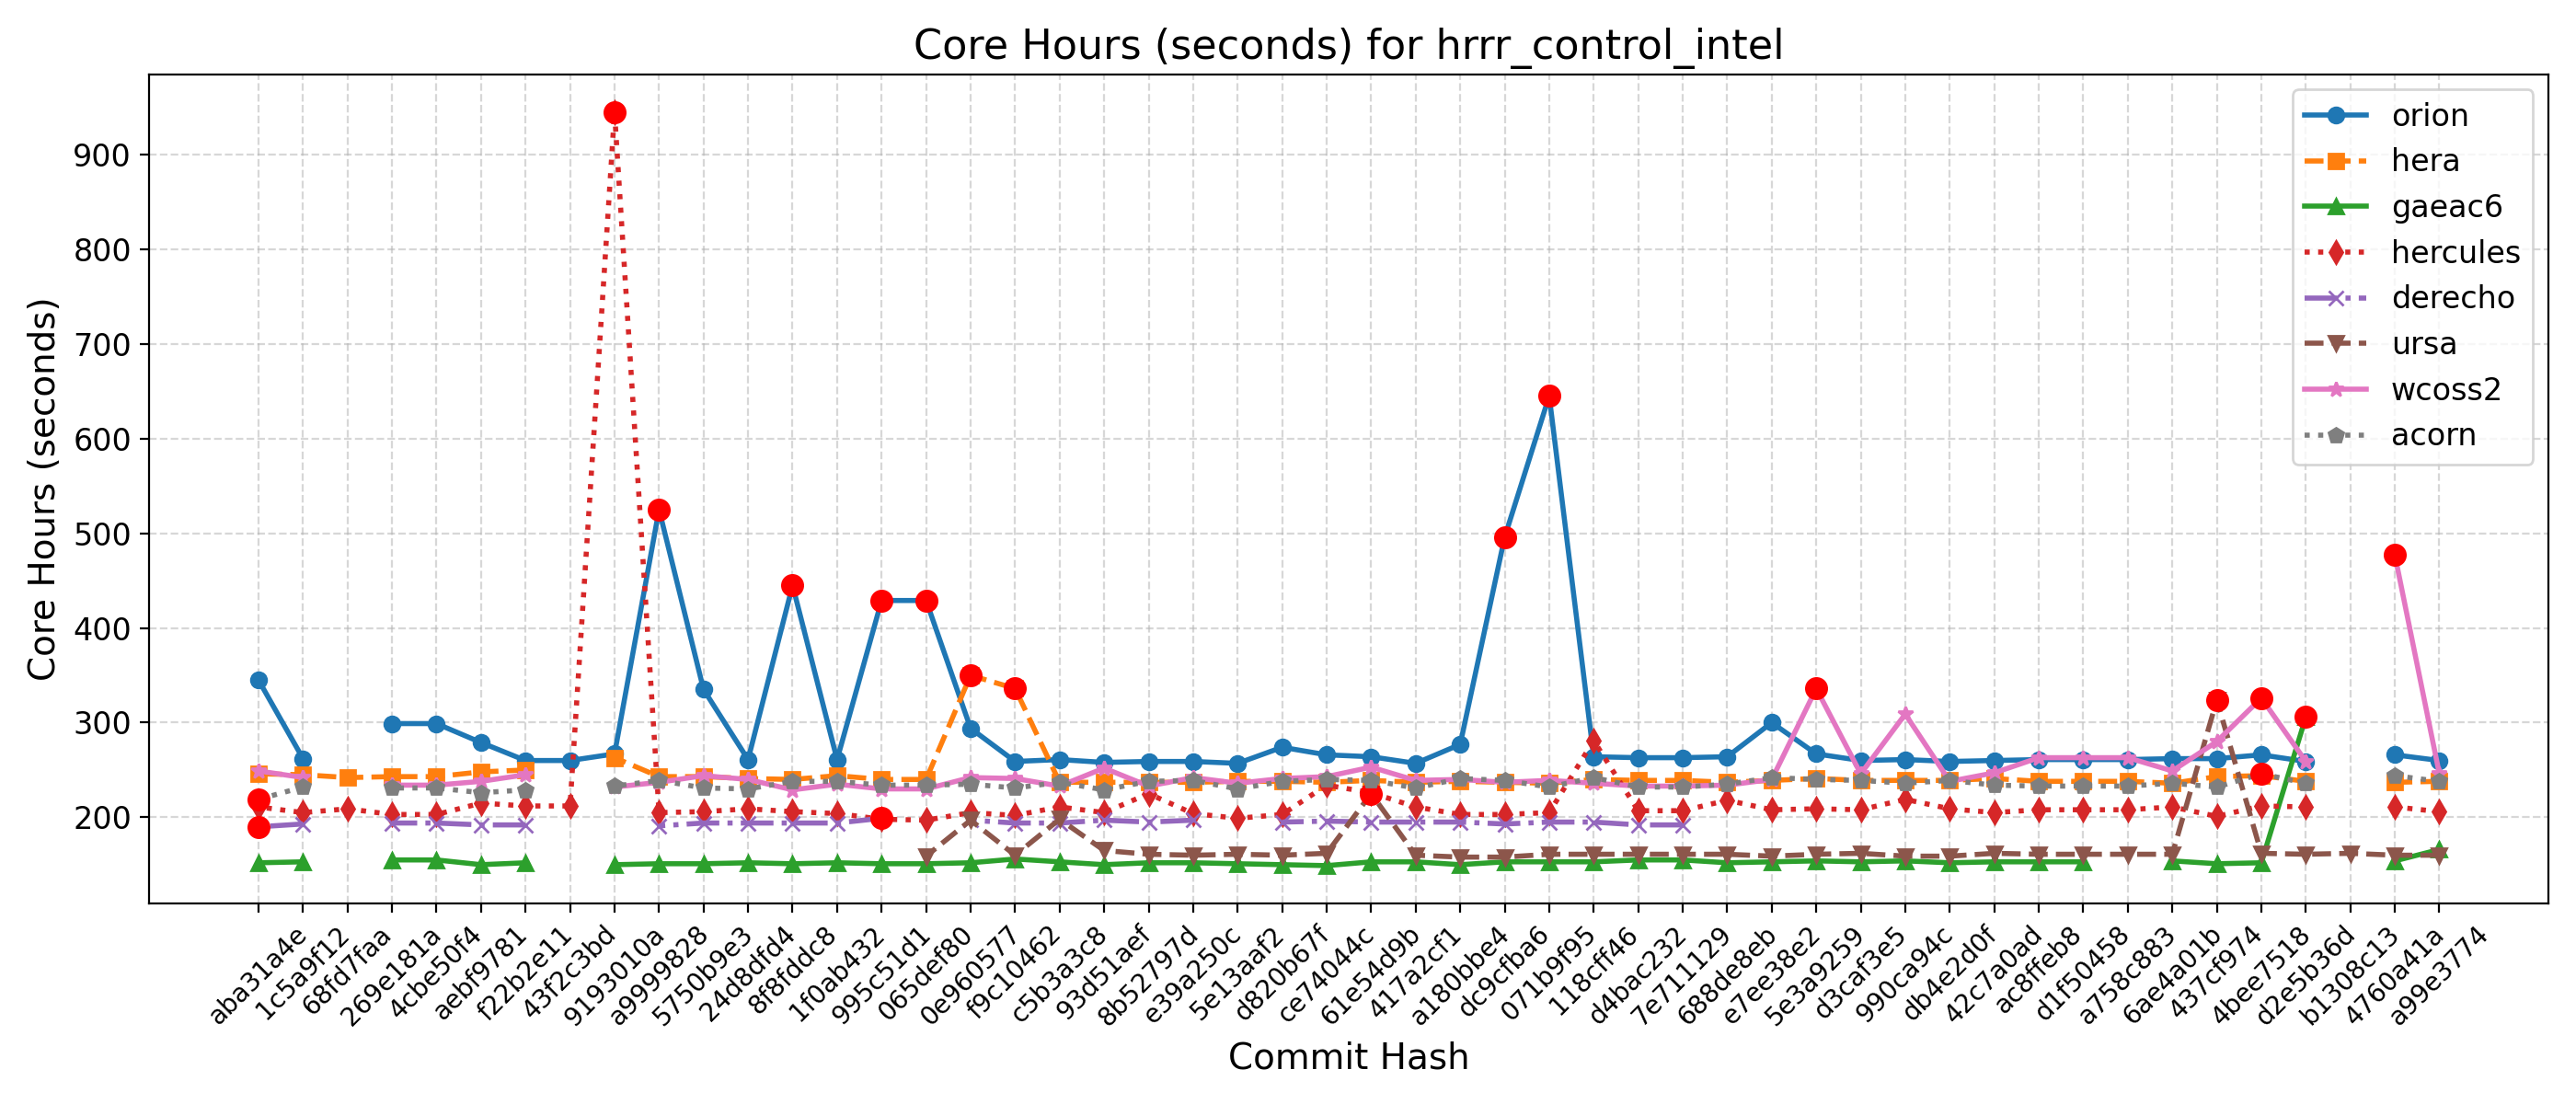 Core Hours (seconds) for hrrr_control_intel
Core Hours (seconds)
900
800
700
600
500
400
300
200
orion
hera
gaeac6
hercules
derecho
ursa
wcoss2
acorn
aba31a4e
1c5a9f12
68fd7faa
269e181a
4cbe50f4
aebf9781
f22b2e11
43f2c3bd
9193010a
a9999828
5750b9e3
24d8dfd4
8f8fddc8
1f0ab432
995c51d1
065def80
0e960577
f9c10462
c5b3a3c8
93d51aef
8b52797d
e39a250c
5e13aaf2
d820b67f
ce74044c
61e54d9b
417a2cf1
a180bbe4
dc9cfba6
071b9f95
118cff46
d4bac232
7e711129
688de8eb
e7ee38e2
5e3a9259
d3caf3e5
990ca94c
db4e2d0f
42c7a0ad
ac8ffeb8
d1f50458
a758c883
6ae4a01b
437cf974
4bee7518
d2e5b36d
b1308c13
4760a41a
a99e3774
Commit Hash